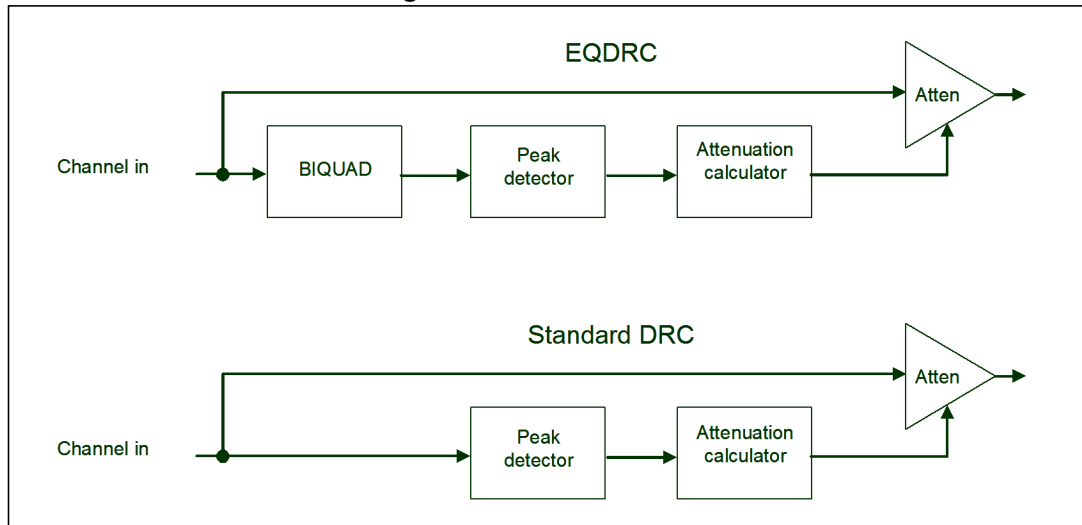 EQDRC
Atten
Channel in
BIQUAD
Peak
detector
Attenuation
calculator
Standard DRC
Atten
Channel in
Peak
detector
Attenuation
calculator